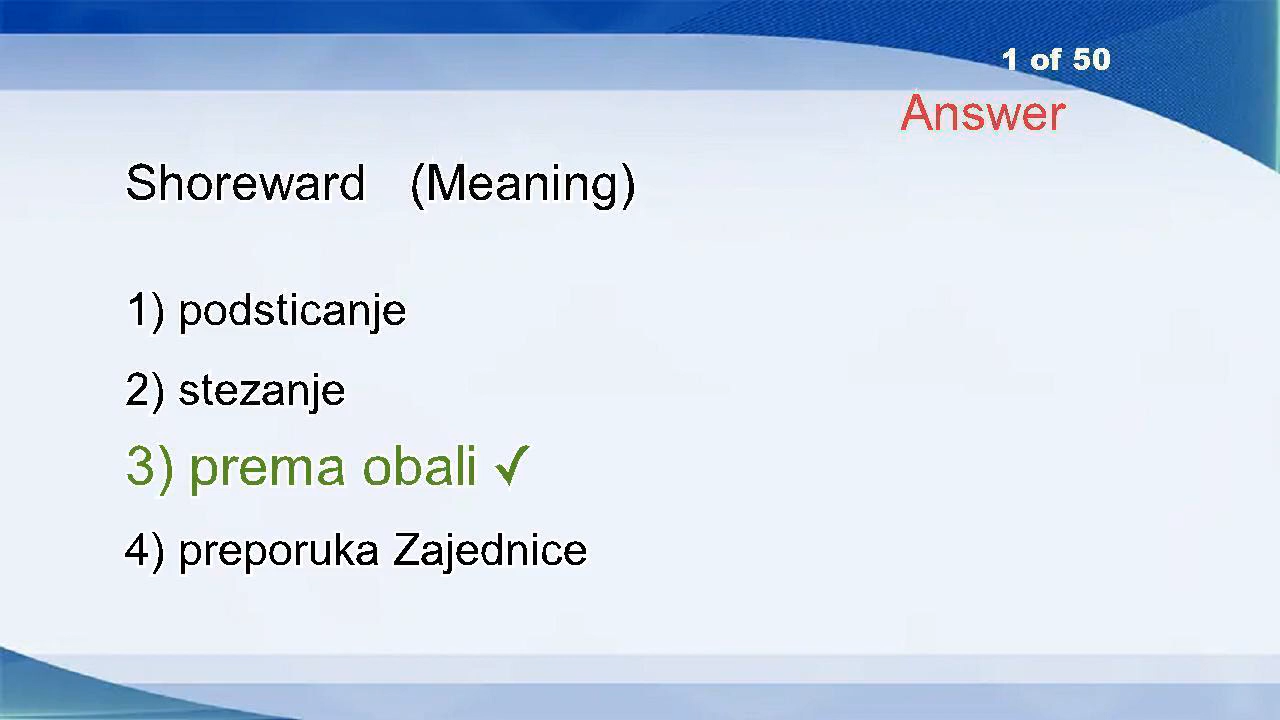 1 of 50
Answer
Shoreward (Meaning)
1) podsticanje
2) stezanje
3) prema obali ✓
4) preporuka Zajednice